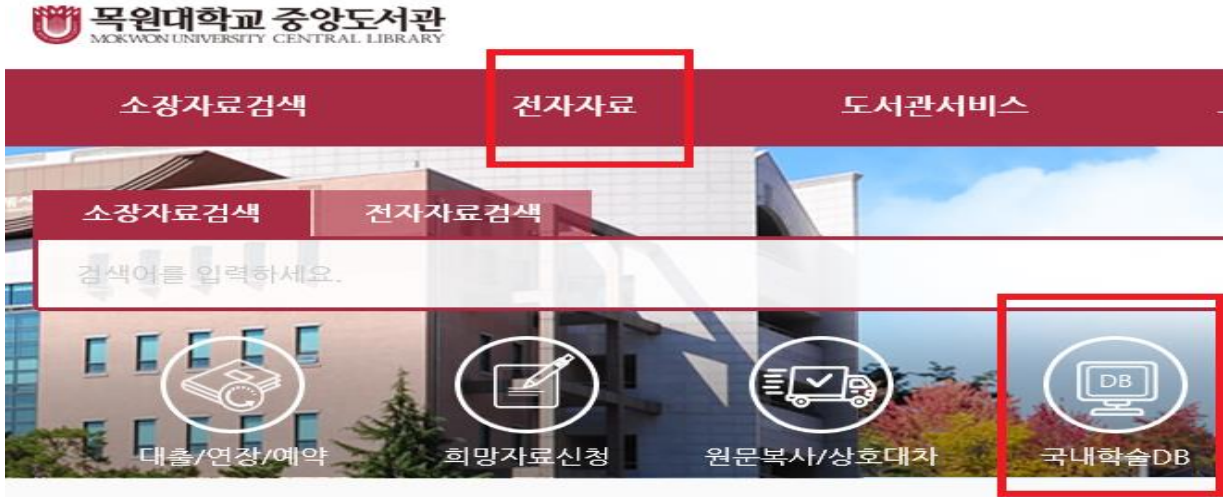 목원대학교 중앙도서관
MOKWON UNIVERSITY CENTRAL LIBRARY
소장자료검색 전자자료 도서관서비스
소장자료검색 전자자료검색
검색어를 입력하세요.
DB
대출/연장/예약 희망자료신청 원문복사/상호대차 국내학술DB